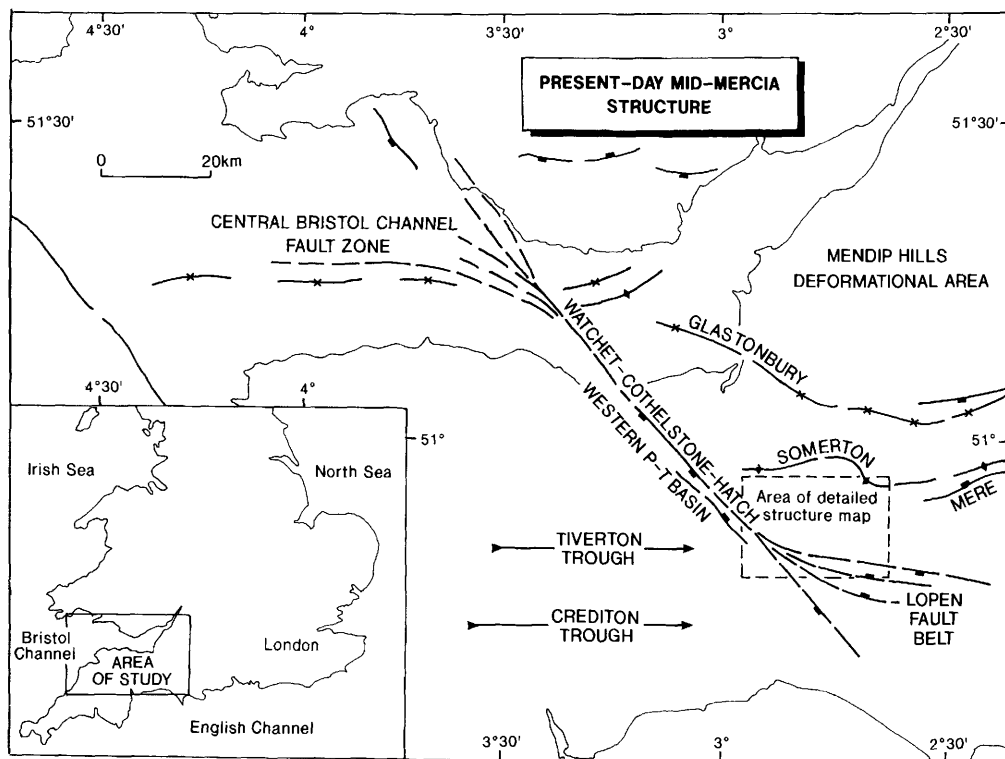 4°30'
4°
3°30'
3°
2°30'
PRESENT-DAY MID-MERCIA
STRUCTURE
51°30'
51°30'
0 20km
CENTRAL BRISTOL CHANNEL
FAULT ZONE
MENDIP HILLS
DEFORMATIONAL AREA
WATCHET-COTHELSTONE-HATCH
GLASTONBURY
WESTERN P-T BASIN
4°30'
4°
51°
51°
SOMERTON
MERE
Area of detailed
structure map
TIVERTON
TROUGH
CREDITON
TROUGH
LOPEN
FAULT
BELT
Irish Sea
North Sea
Bristol
Channel
AREA
OF STUDY
London
English Channel
3°30'
3°
2°30'